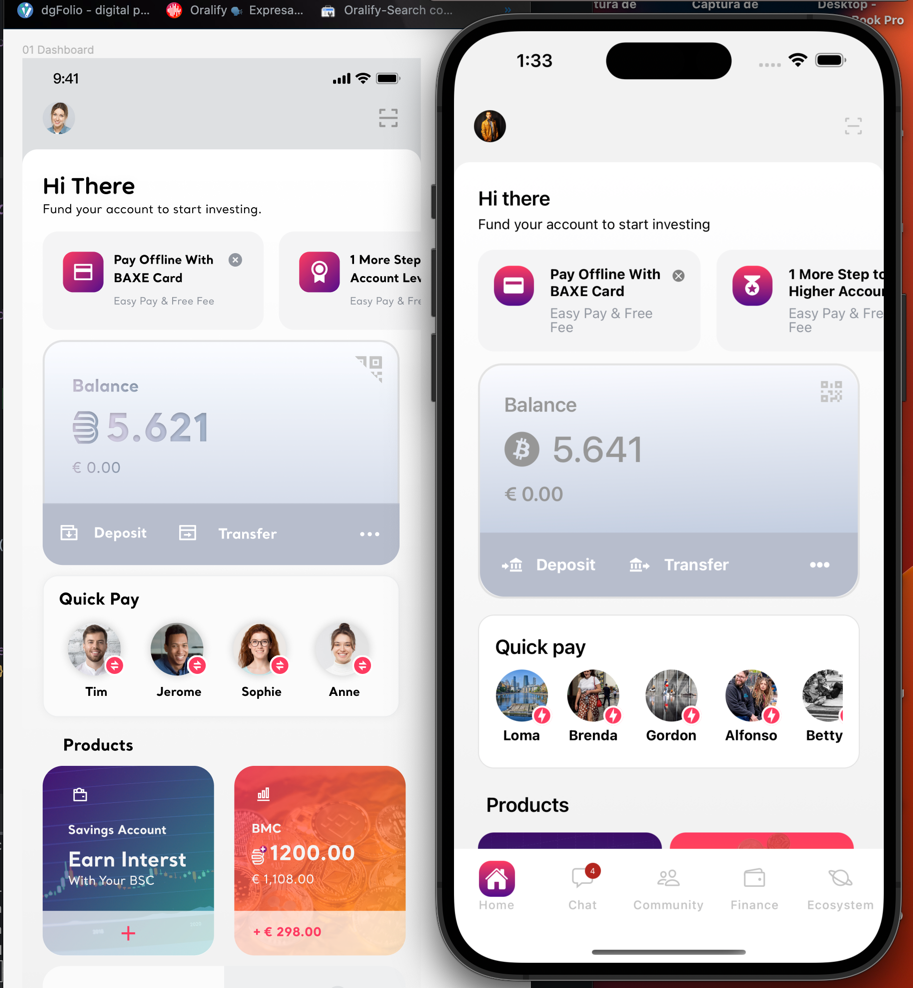 dgFolio - digital p...
Oralify
Expresa...
Oralify-Search co...
tura de
Captura de
Desktop -
Book Pro
01 Dashboard
9:41
Hi There
Fund your account to start investing.
Pay Offline With
BAXE Card
Easy Pay & Free Fee
1 More Step
Account Lev
Easy Pay & Fre
Balance
5.621
€ 0.00
Deposit
Transfer
Quick Pay
Tim
Jerome
Sophie
Anne
Products
Savings Account
Earn Interst
With Your BSC
+
BMC
1200.00
€ 1,108.00
+ € 298.00
1:33
Hi there
Fund your account to start investing
Pay Offline With
BAXE Card
Easy Pay & Free
Fee
1 More Step to
Higher Accou
Easy Pay & Fre
Fee
Balance
5.641
€ 0.00
Deposit
Transfer
Quick pay
Loma
Brenda
Gordon
Alfonso
Betty
Products
4
Home
Chat
Community
Finance
Ecosystem